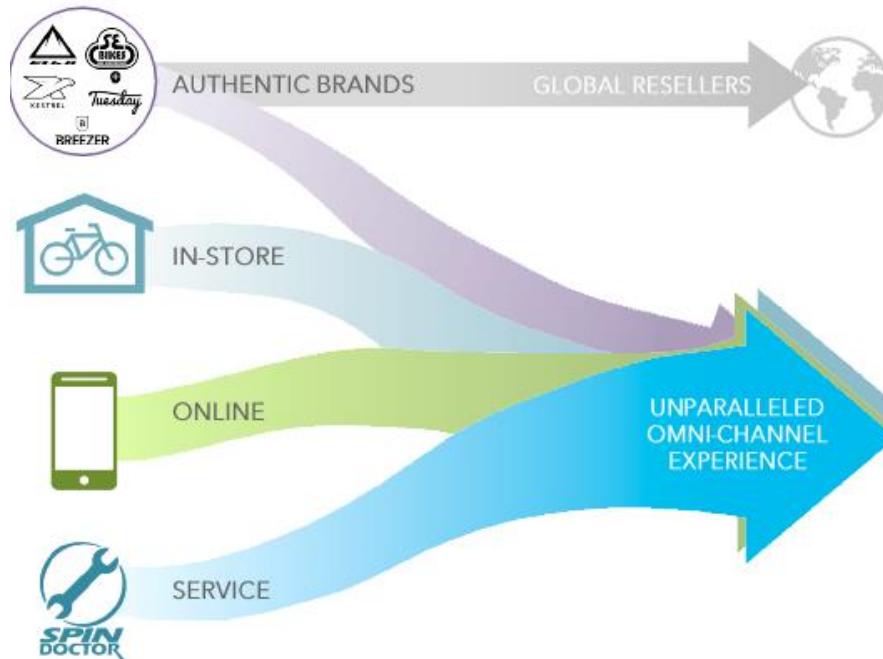 SE
BIKES
KESTREL
Tuesday
B
BREEZER
AUTHENTIC BRANDS
GLOBAL RESELLERS
IN-STORE
ONLINE
UNPARALLELED
OMNI-CHANNEL
EXPERIENCE
SERVICE
SPIN
DOCTOR